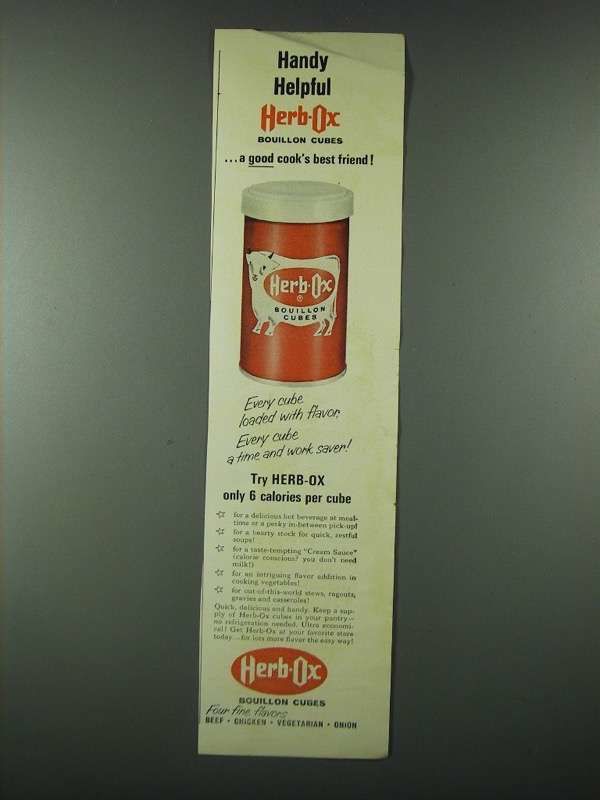 Handy
Helpful
Herb-Ox
BOUILLON CUBES
...a good cook's best friend!
Herb-Ox
®
BOUILLON
CUBES
Every cube
loaded with flavor,
Every cube
a time and work saver!
Try HERB-OX
only 6 calories per cube
☆ for a delicious hot beverage at meal-
time or a perky in-between pick-up!
☆ for a hearty stock for quick, zestful
soups!
☆ for a taste-tempting "Cream Sauce"
(calorie conscious? you don't need
milk!)
☆ for an intriguing flavor addition in
cooking vegetables!
☆ for out-of-this-world stews, ragouts,
gravies and casseroles!
Quick, delicious and handy. Keep a sup-
ply of Herb-Ox cubes in your pantry—
no refrigeration needed. Ultra economi-
cal! Get Herb-Ox at your favorite store
today...for lots more flavor the easy way!
Herb-Ox
BOUILLON CUBES
Four fine flavors
BEEF • CHICKEN • VEGETARIAN • ONION